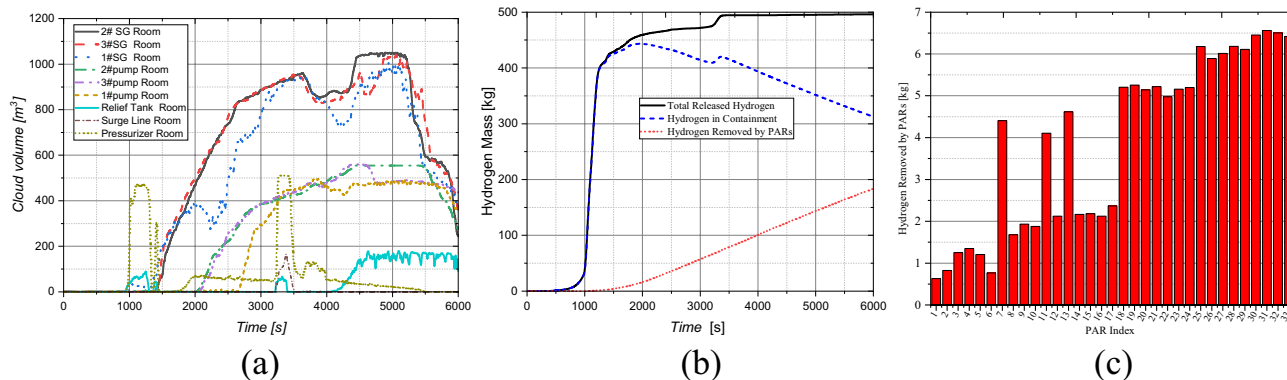 2# SG Room
3#SG Room
1#SG Room
2#pump Room
3#pump Room
1#pump Room
Relief Tank Room
Surge Line Room
Pressurizer Room
Cloud volume [m³]
1200
1000
800
600
400
200
0
0 1000 2000 3000 4000 5000 6000
Time [s]
(a)
Hydrogen Mass [kg]
500
400
300
200
100
0
Total Released Hydrogen
Hydrogen in Containment
Hydrogen Removed by PARs
0 1000 2000 3000 4000 5000 6000
Time [s]
(b)
Hydrogen Removed by PARs [kg]
7
6
5
4
3
2
1
0
1 2 3 4 5 6 7 8 9 10 11 12 13 14 15 16 17 18 19 20 21 22 23 24 25 26 27 28 29 30 31 32
PAR Index
(c)